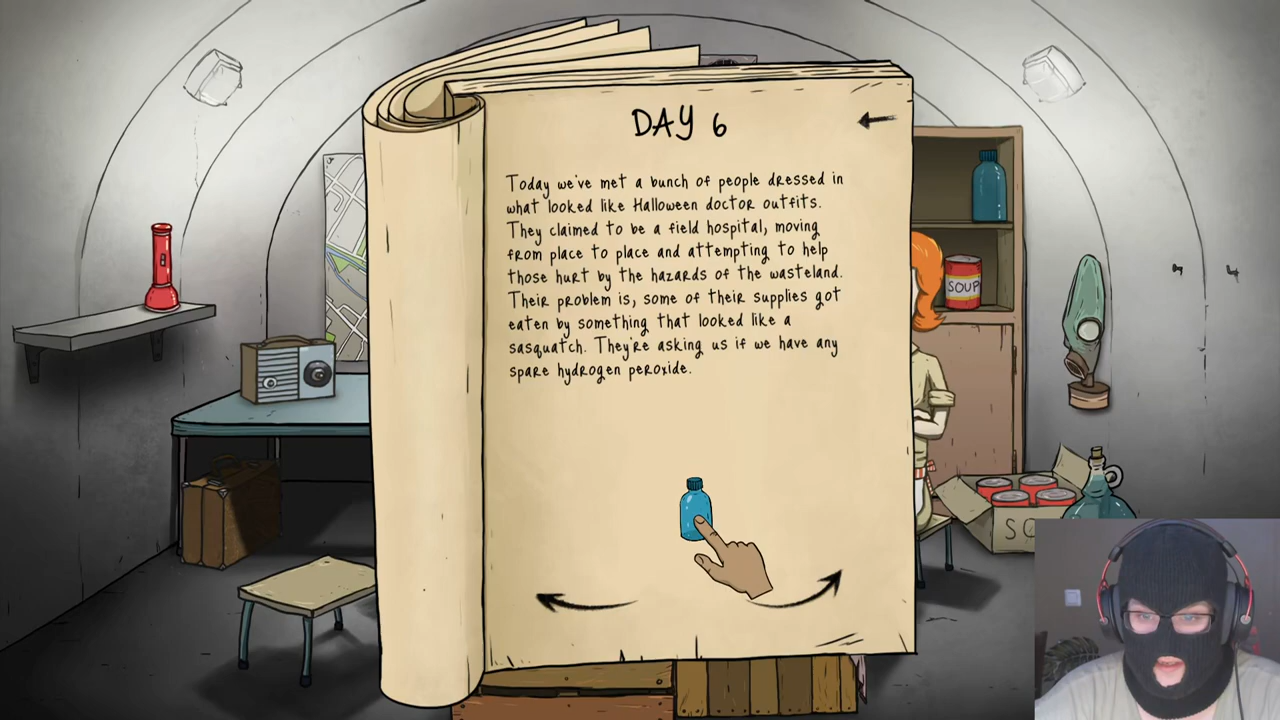 DAY 6
Today we've met a bunch of people dressed in
what looked like Halloween doctor outfits.
They claimed to be a field hospital, moving
from place to place and attempting to help
those hurt by the hazards of the wasteland.
Their problem is, some of their supplies got
eaten by something that looked like a
sasquatch. They're asking us if we have any
spare hydrogen peroxide.
SOUP
SO